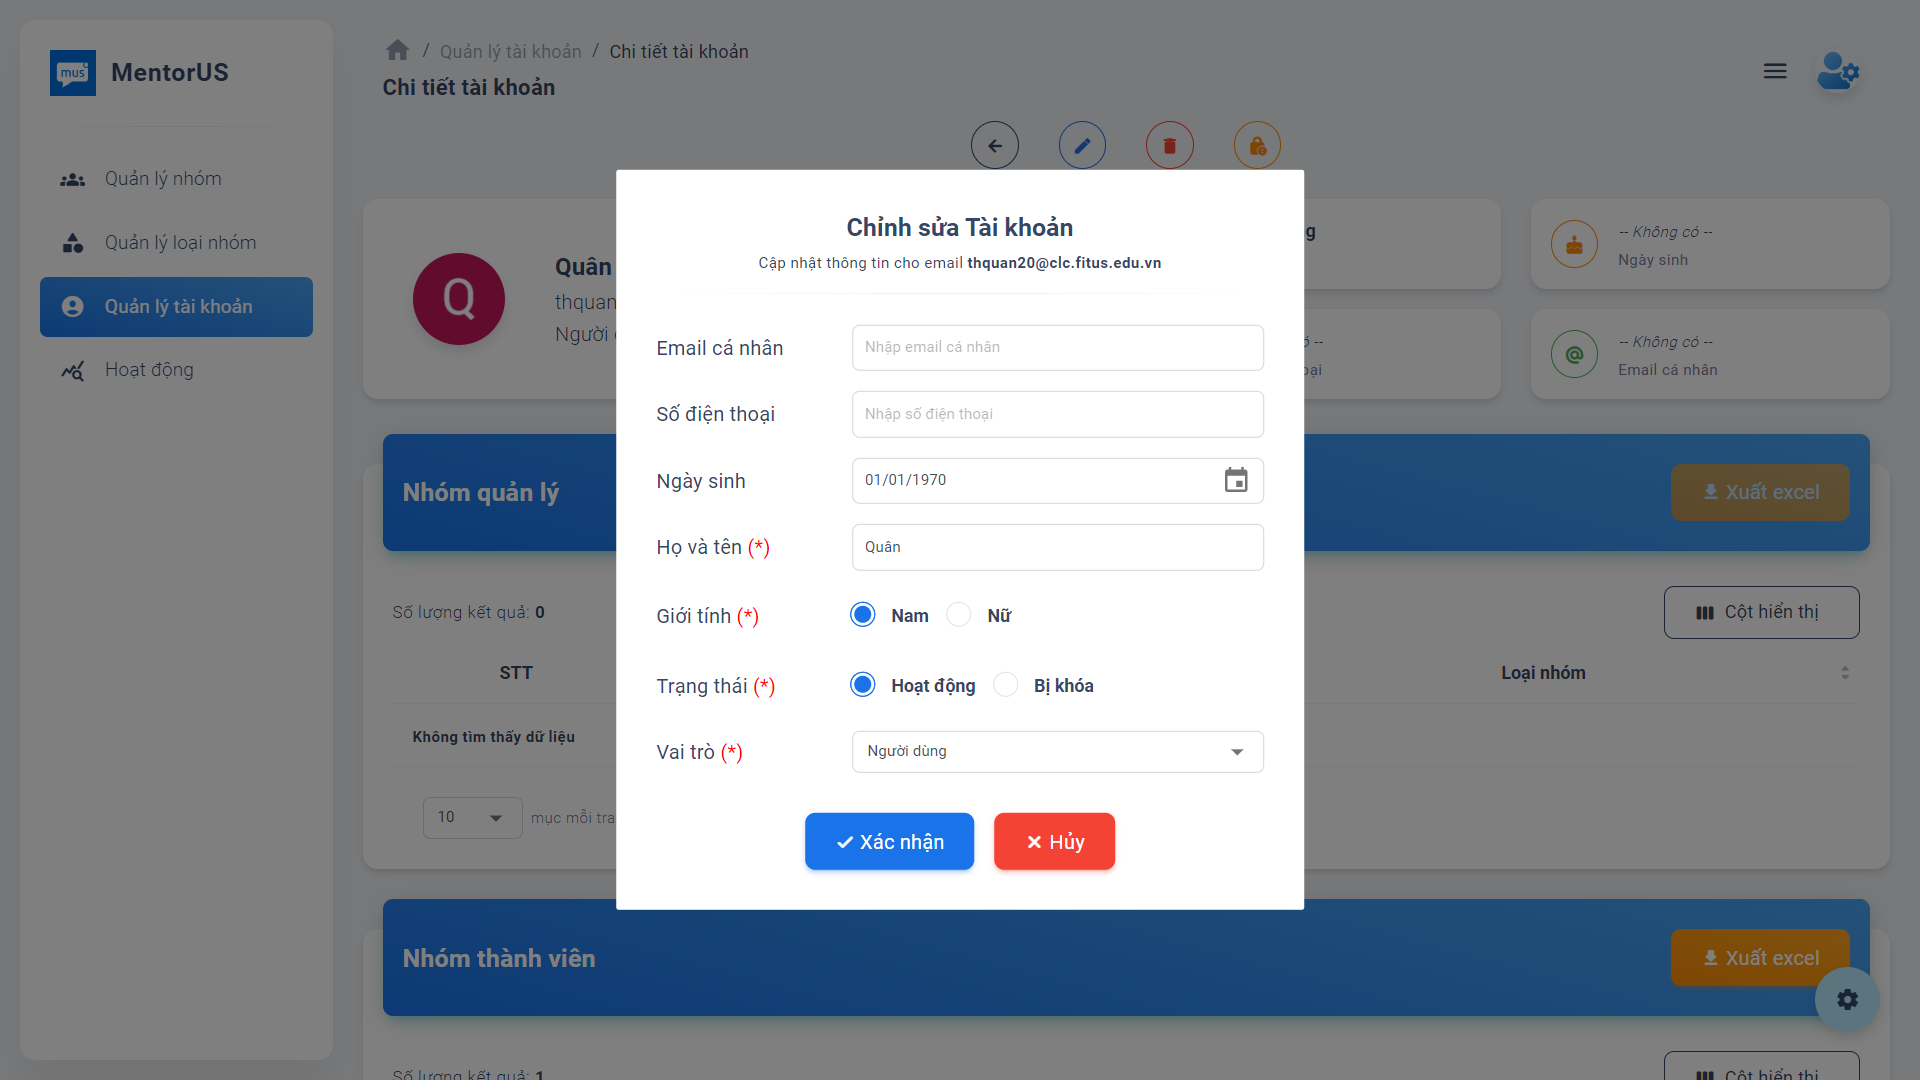 mus
MentorUS
Quản lý nhóm
Quản lý loại nhóm
Quản lý tài khoản
Hoạt động
/ Quản lý tài khoản / Chi tiết tài khoản
Chi tiết tài khoản
Q
Quân
thquan
Người
g
-- Không có --
Ngày sinh
-- Không có --
Email cá nhân
Chỉnh sửa Tài khoản
Cập nhật thông tin cho email thquan20@clc.fitus.edu.vn
Email cá nhân
Nhập email cá nhân
Số điện thoại
Nhập số điện thoại
Ngày sinh
01/01/1970
Họ và tên (*)
Quân
Giới tính (*)
Nam
Nữ
Trạng thái (*)
Hoạt động
Bị khóa
Vai trò (*)
Người dùng
Xác nhận
Hủy
Nhóm quản lý
Xuất excel
Số lượng kết quả: 0
Cột hiển thị
STT
Loại nhóm
Không tìm thấy dữ liệu
10
mục mỗi tra
Nhóm thành viên
Xuất excel
Số lượng kết quả: 1
Cột hiển thị